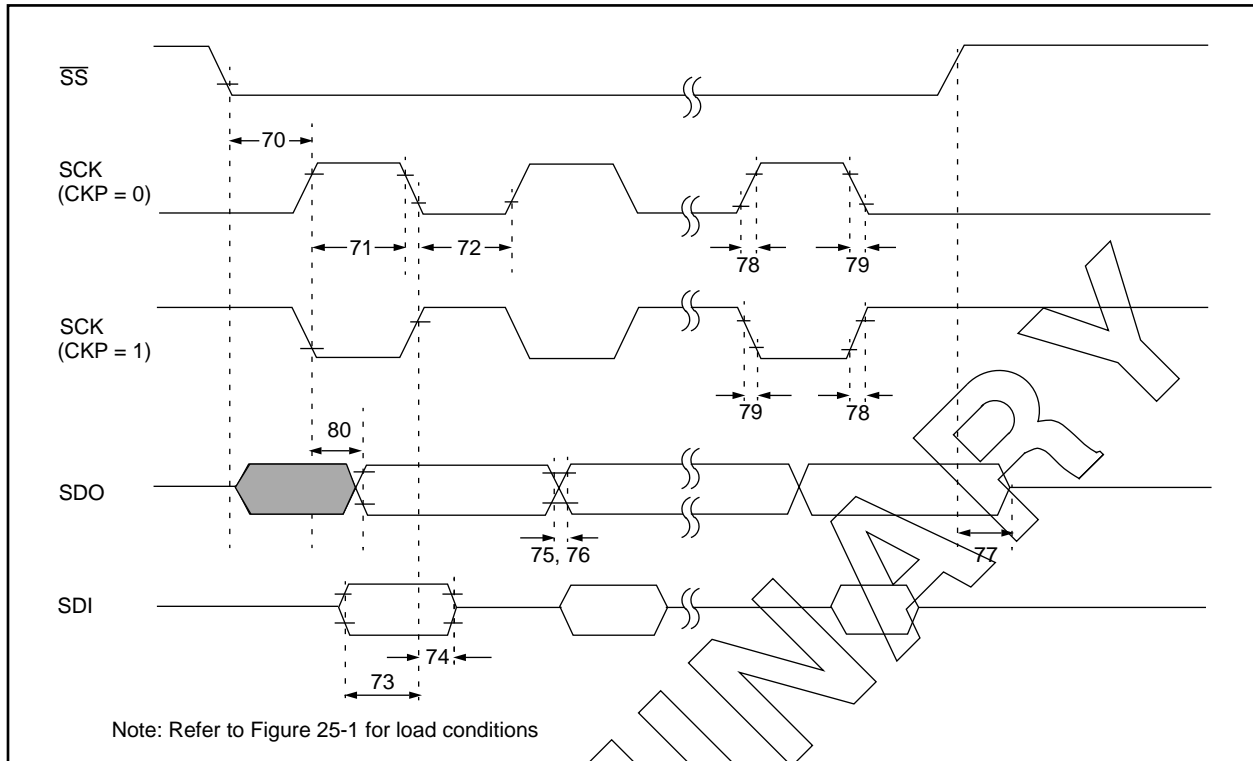 SS
70
SCK
(CKP = 0)
71
72
78
79
SCK
(CKP = 1)
79
78
80
SDO
75, 76
77
SDI
74
73
Note: Refer to Figure 25-1 for load conditions
INARY